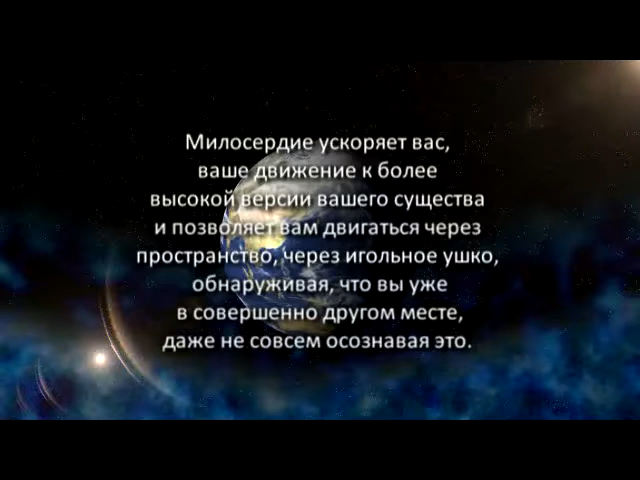 Милосердие ускоряет вас,
ваше движение к более
высокой версии вашего существа
и позволяет вам двигаться через
пространство, через игольное ушко,
обнаруживая, что вы уже
в совершенно другом месте,
даже не совсем осознавая это.